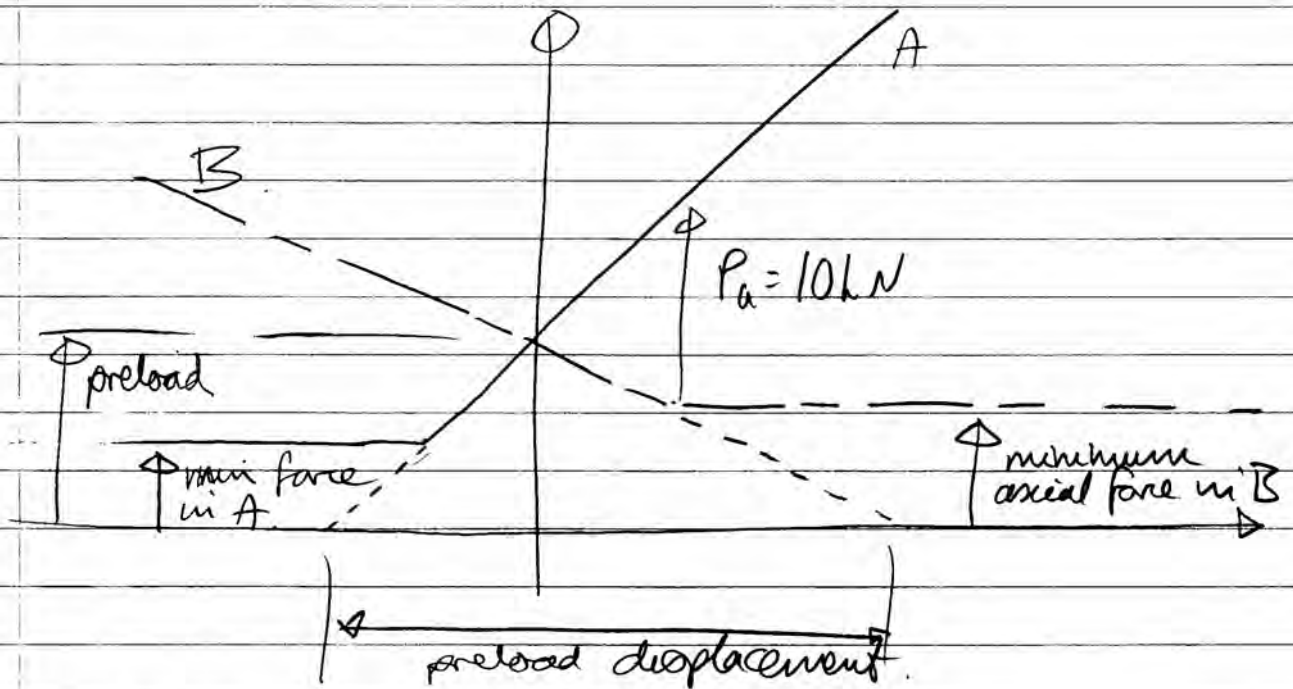 A
B
Pa = 10kN
preload
min force
in A
minimum
axial force in B
preload displacement.